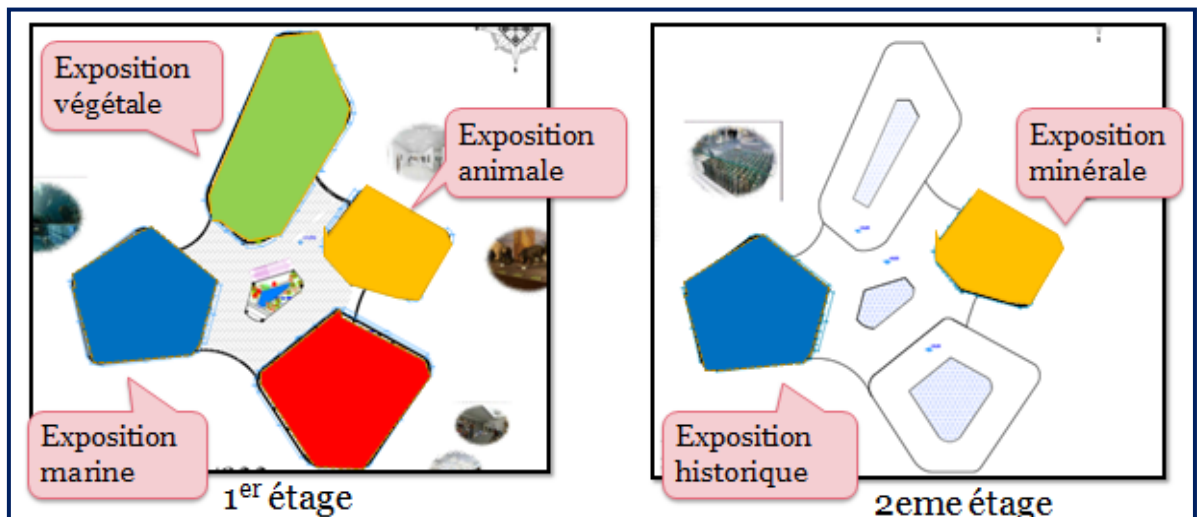 Exposition
végétale
Exposition
animale
Exposition
marine
1er étage
Exposition
minérale
Exposition
historique
2eme étage